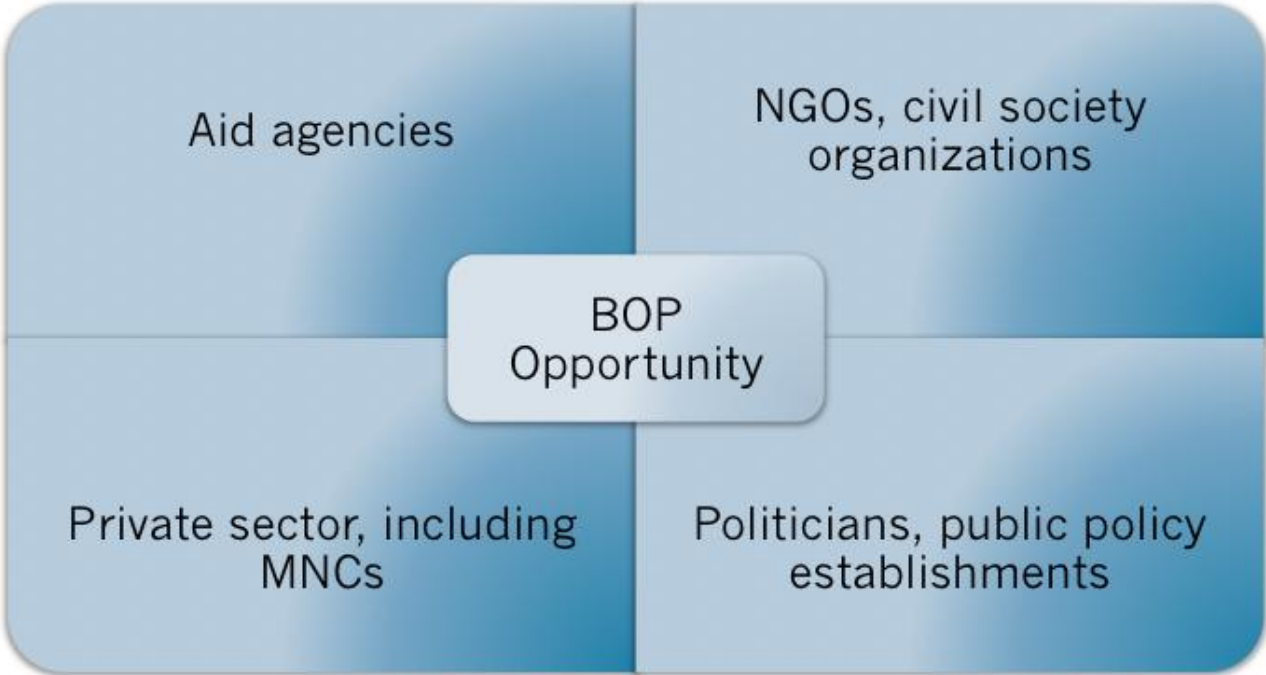 Aid agencies
NGOs, civil society
organizations
BOP
Opportunity
Private sector, including
MNCs
Politicians, public policy
establishments